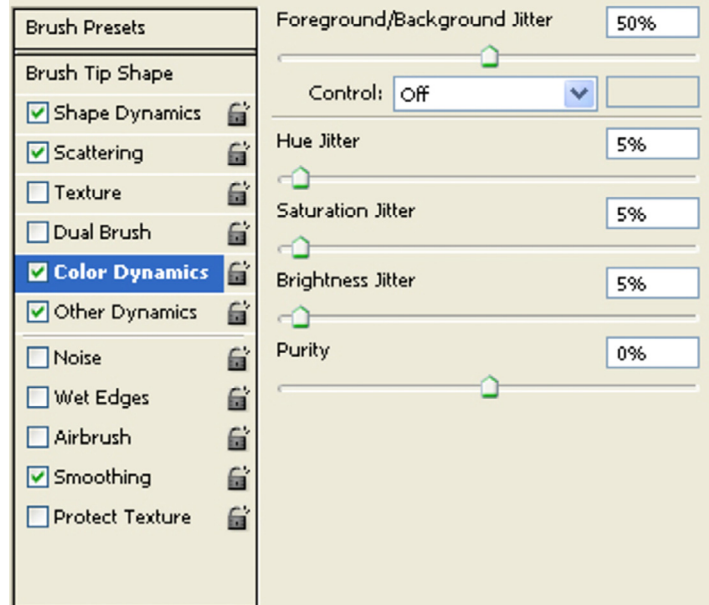 Brush Presets
Brush Tip Shape
Shape Dynamics
Scattering
Texture
Dual Brush
Color Dynamics
Other Dynamics
Noise
Wet Edges
Airbrush
Smoothing
Protect Texture
Foreground/Background Jitter 50%
Control: Off
Hue Jitter 5%
Saturation Jitter 5%
Brightness Jitter 5%
Purity 0%